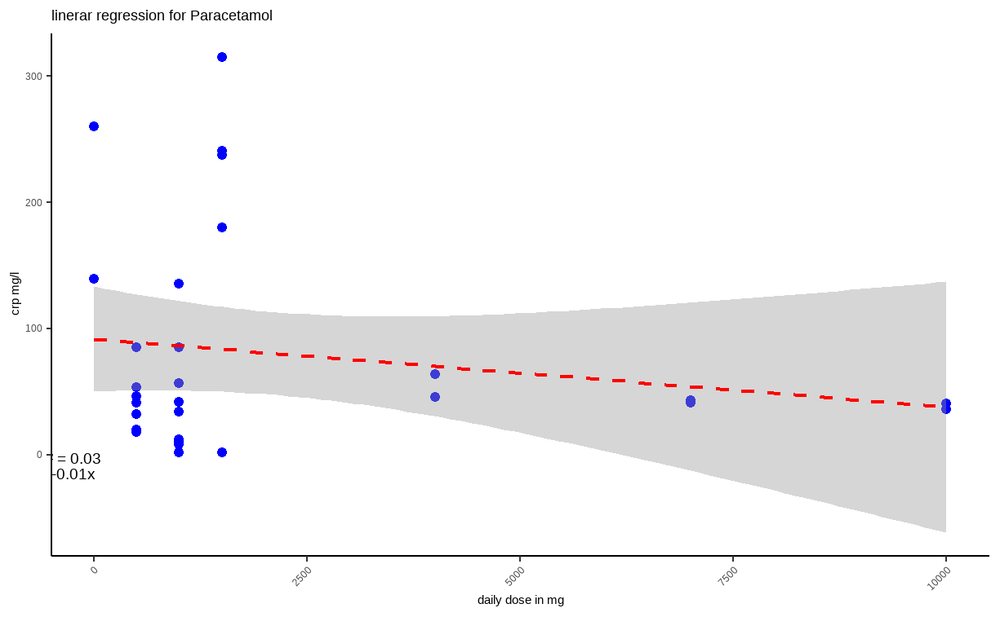 linerar regression for Paracetamol
300
200
100
0
crp mg/l
= 0.03
-0.01x
0
2500
5000
7500
10000
daily dose in mg